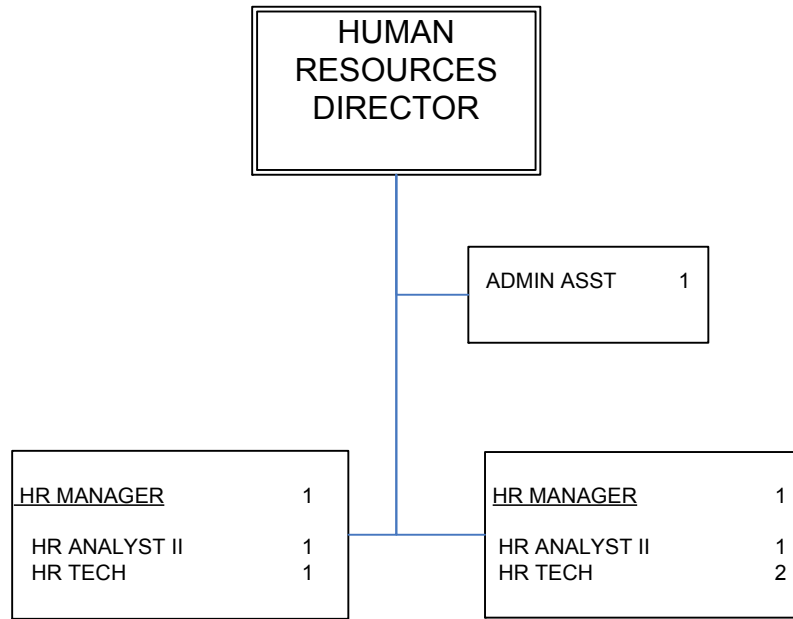 HUMAN
RESOURCES
DIRECTOR
ADMIN ASST 1
HR MANAGER 1
HR ANALYST II 1
HR TECH 1
HR MANAGER 1
HR ANALYST II 1
HR TECH 2